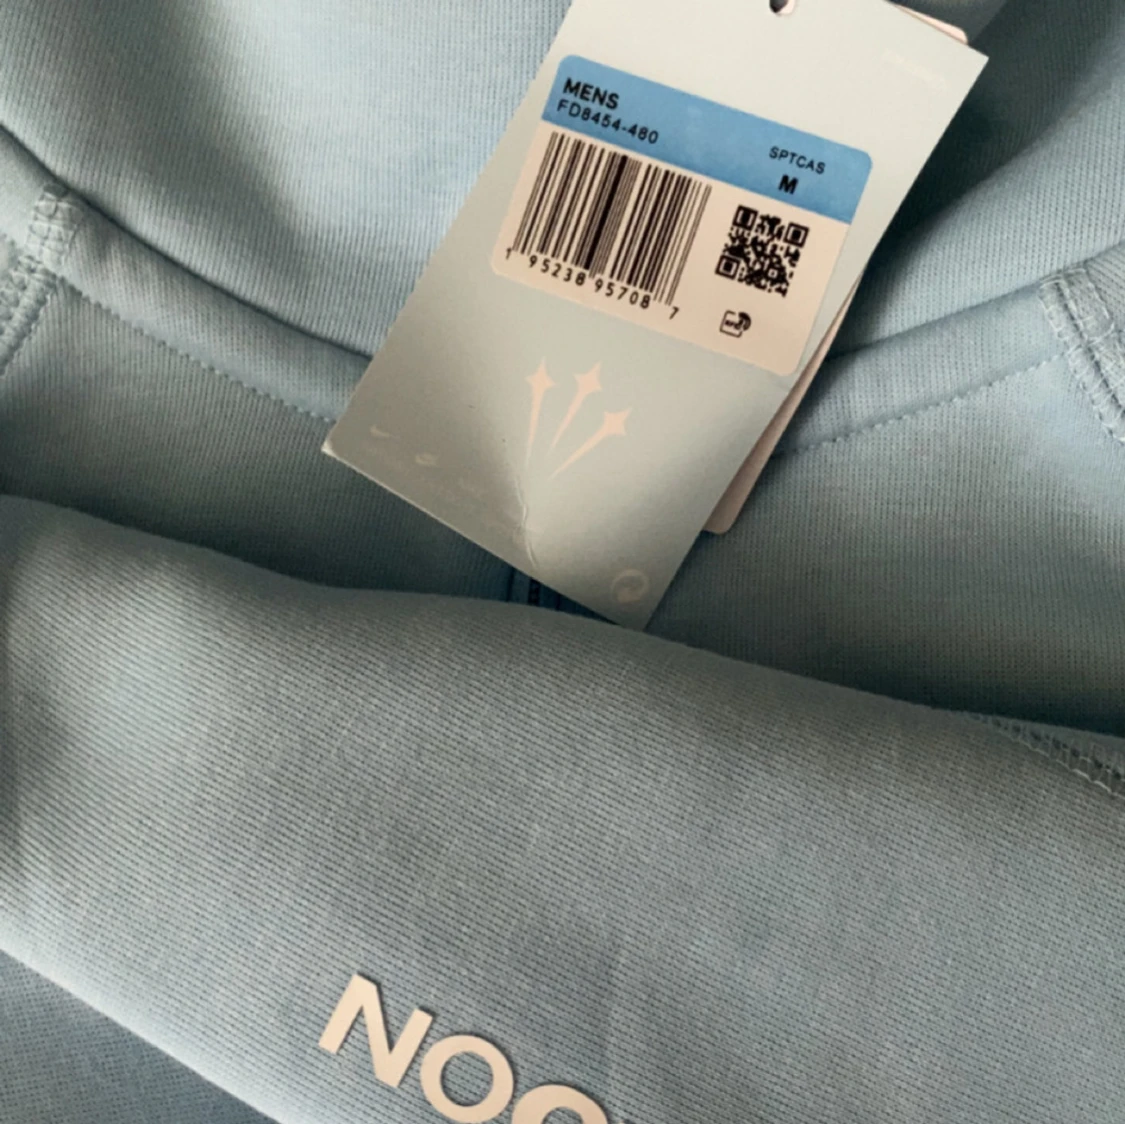 MENS
FD8454-480
SPTCAS
M
1 95238 95708 7
NOC